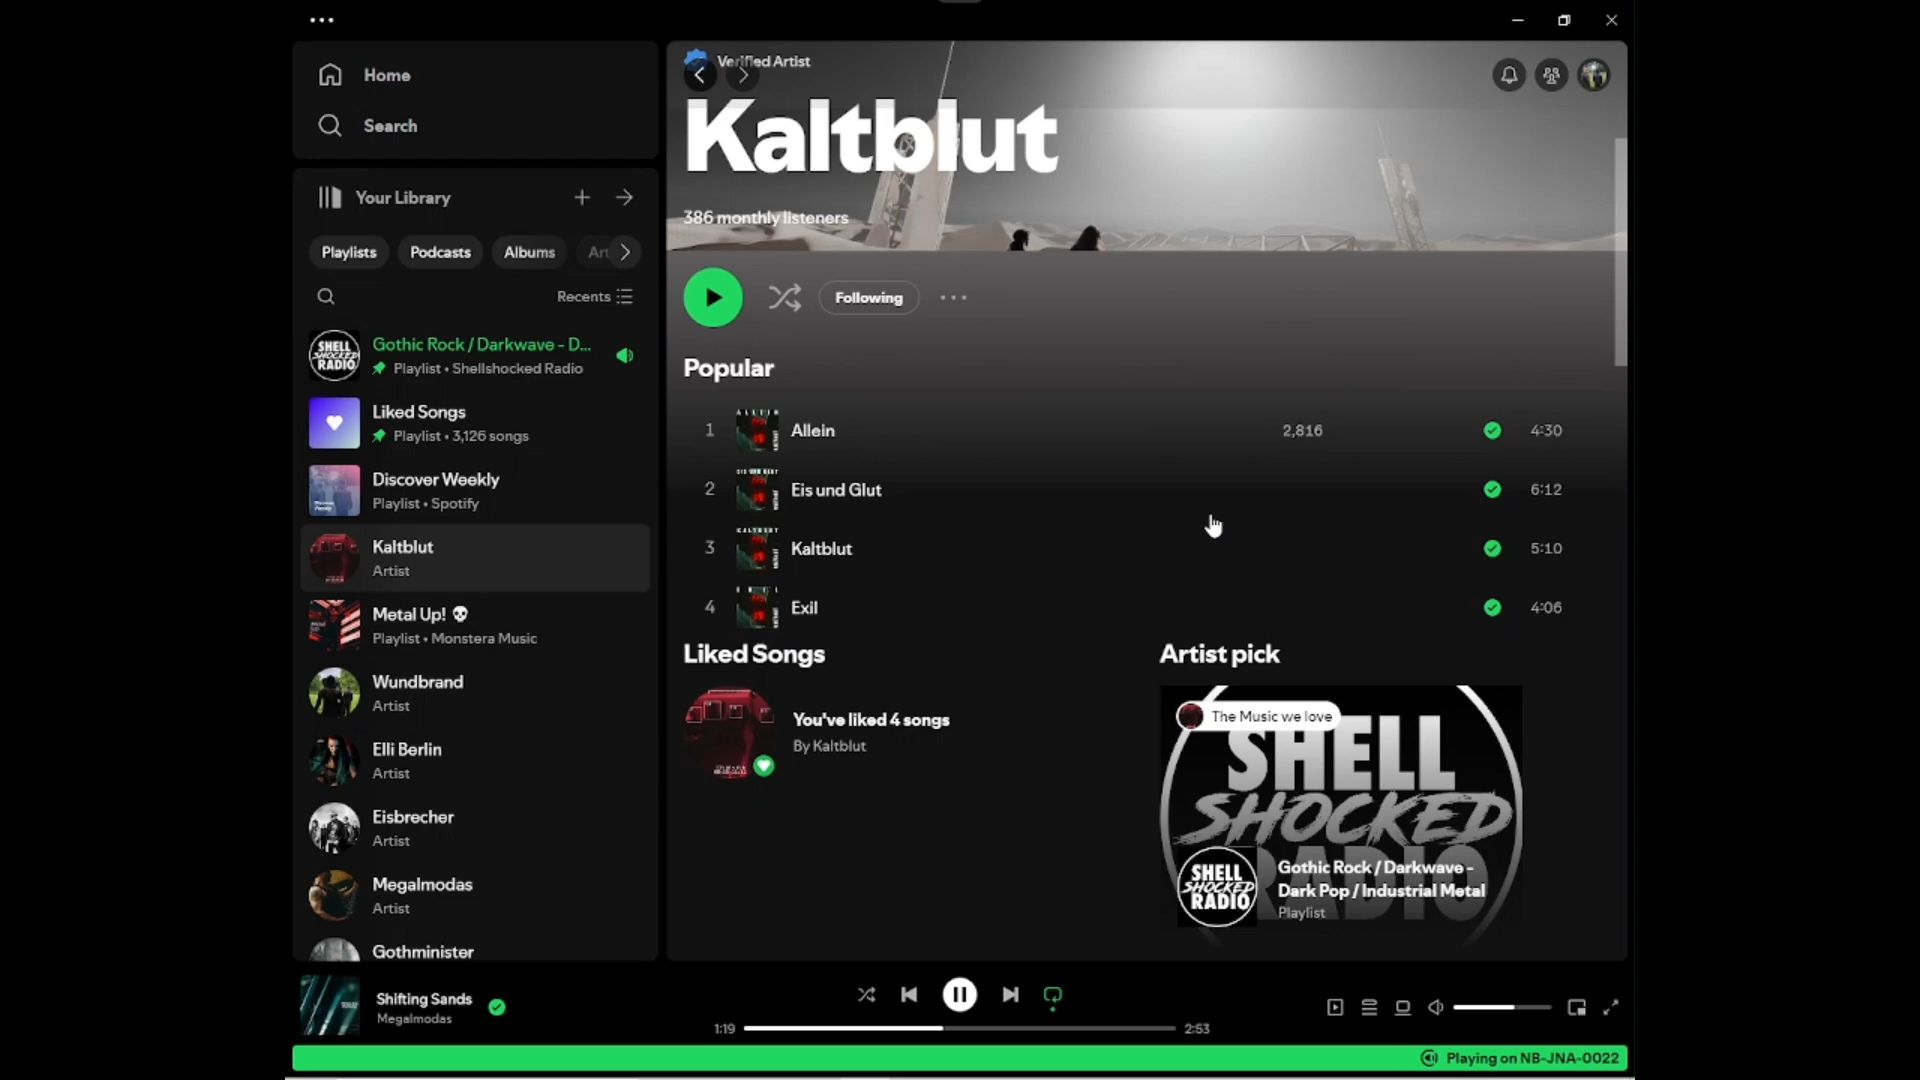 Home
Search
Your Library
Playlists
Podcasts
Albums
Art
Recents
SHELL
SHOCKED
RADIO
Gothic Rock / Darkwave - D...
Playlist • Shellshocked Radio
Liked Songs
Playlist • 3,126 songs
Discover Weekly
Playlist • Spotify
Kaltblut
Artist
Metal Up! 💀
Playlist • Monstera Music
Wundbrand
Artist
Elli Berlin
Artist
Eisbrecher
Artist
Megalmodas
Artist
Gothminister
Verified Artist
Kaltblut
386 monthly listeners
Following
Popular
1 Allein 2,816 4:30
2 Eis und Glut 6:12
3 Kaltblut 5:10
4 Exil 4:06
Liked Songs
You've liked 4 songs
By Kaltblut
Artist pick
The Music we love
SHELL
SHOCKED
RADIO
SHELL
SHOCKED
RADIO
Gothic Rock / Darkwave -
Dark Pop / Industrial Metal
Playlist
Shifting Sands
Megalmodas
1:19
2:53
Playing on NB-JNA-0022